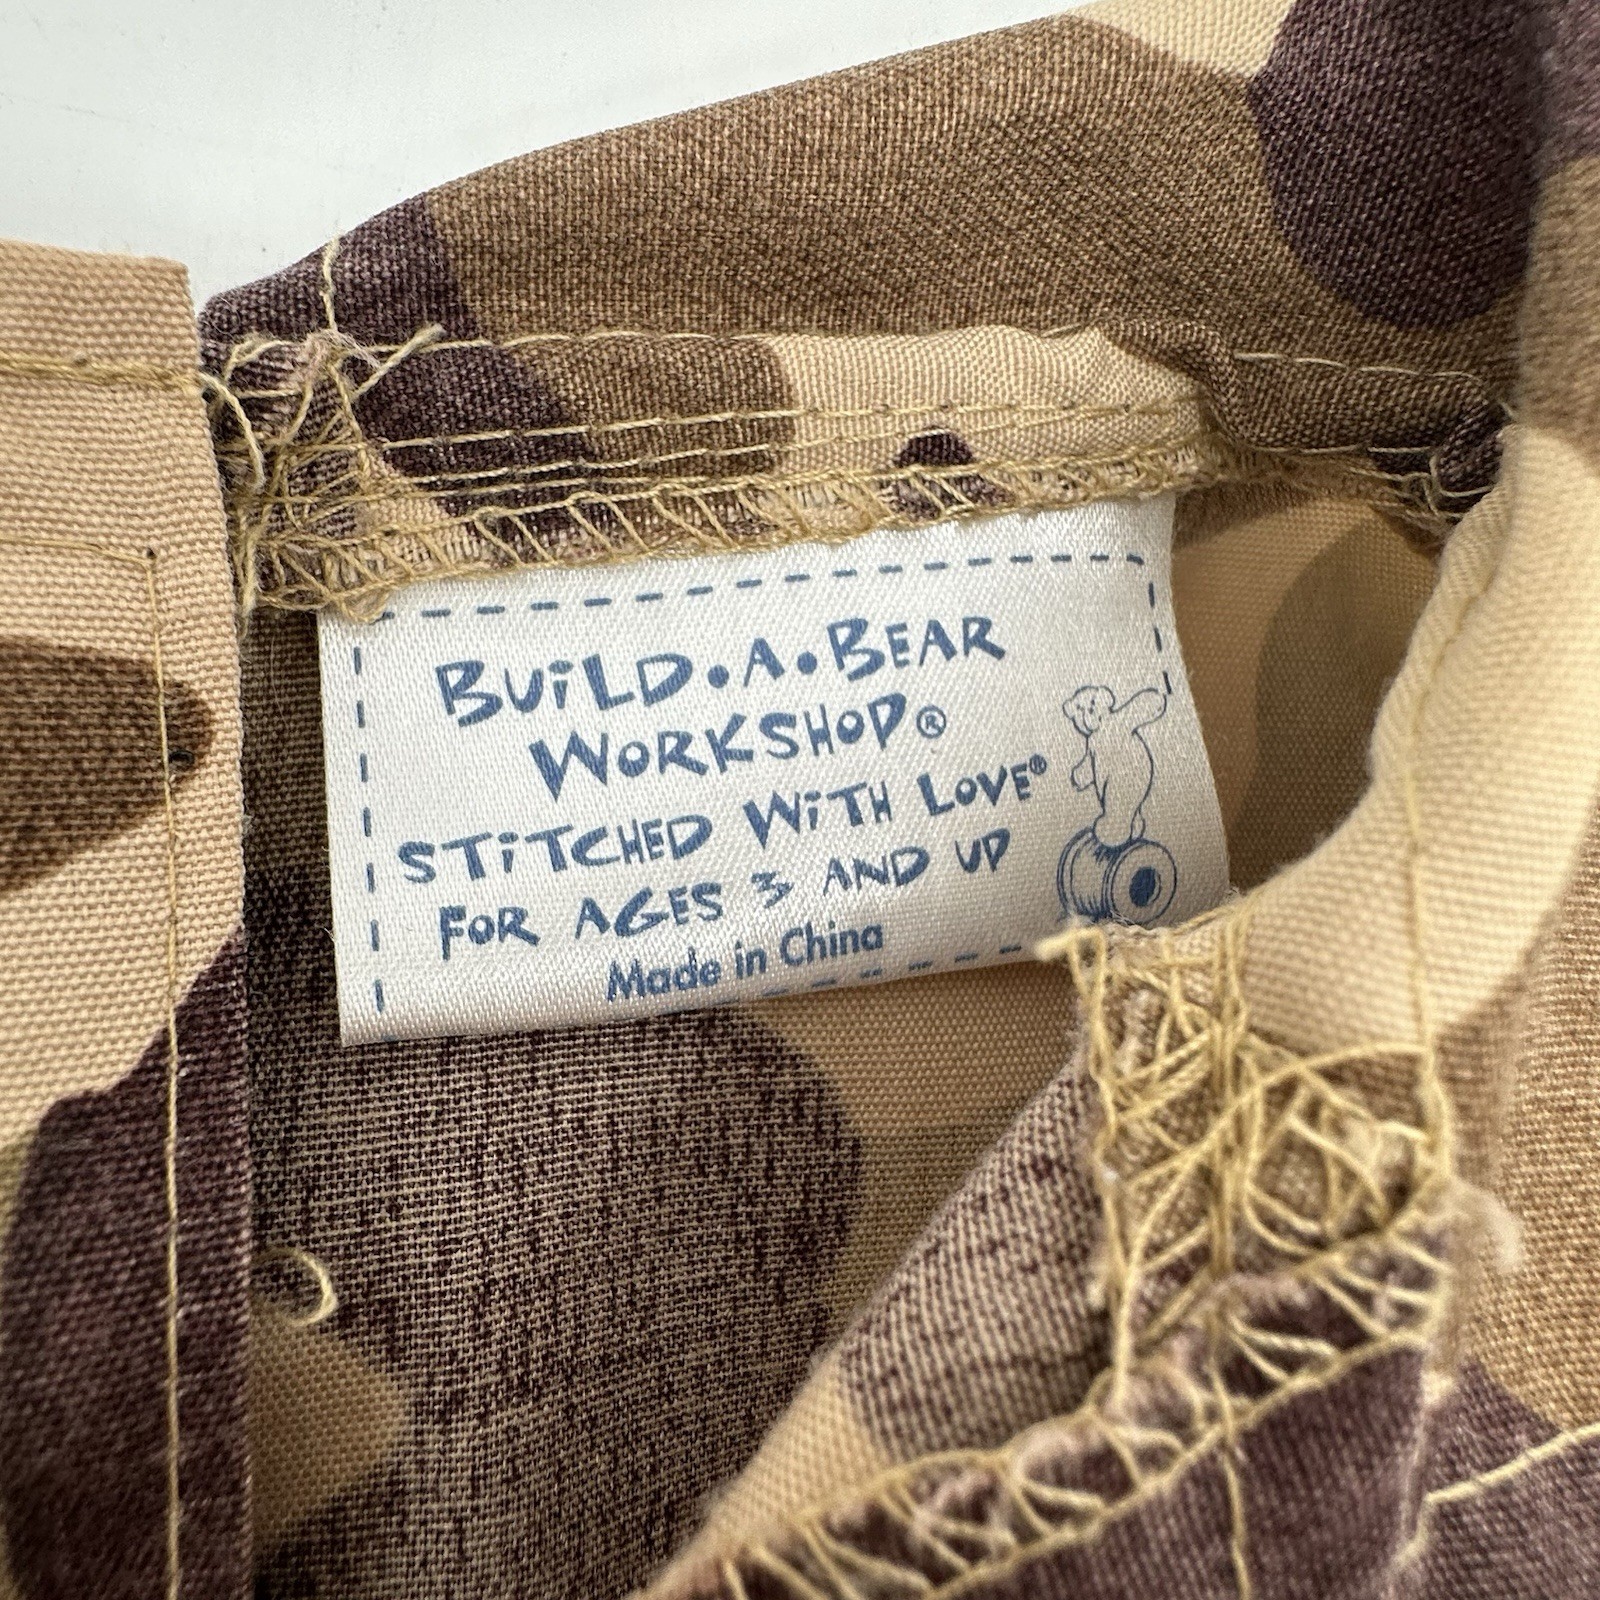 BUiLD•A•BEAR
WORKSHOP®
STiTCHED WiTH LOVE®
FOR AGES 3 AND UP
Made in China